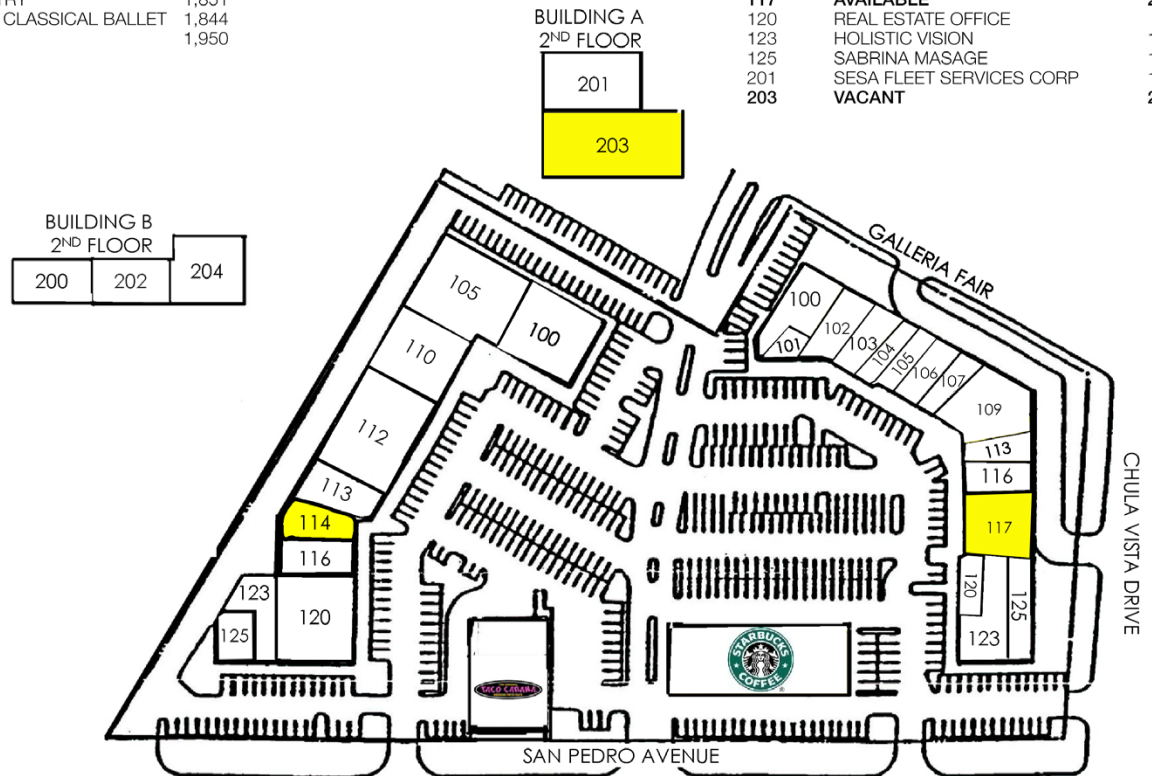 CLASSICAL BALLET 1,844
1,950
BUILDING A
2ND FLOOR
201
203
117 AVAILABLE
120 REAL ESTATE OFFICE
123 HOLISTIC VISION
125 SABRINA MASAGE
201 SESA FLEET SERVICES CORP
203 VACANT
BUILDING B
2ND FLOOR
200 202 204
GALLERIA FAIR
105
100
110
112
113
114
116
123
120
125
100
101
102
103
104
105
106
107
109
113
116
117
120
125
123
CHULA VISTA DRIVE
TACO CABANA
STARBUCKS
COFFEE
SAN PEDRO AVENUE